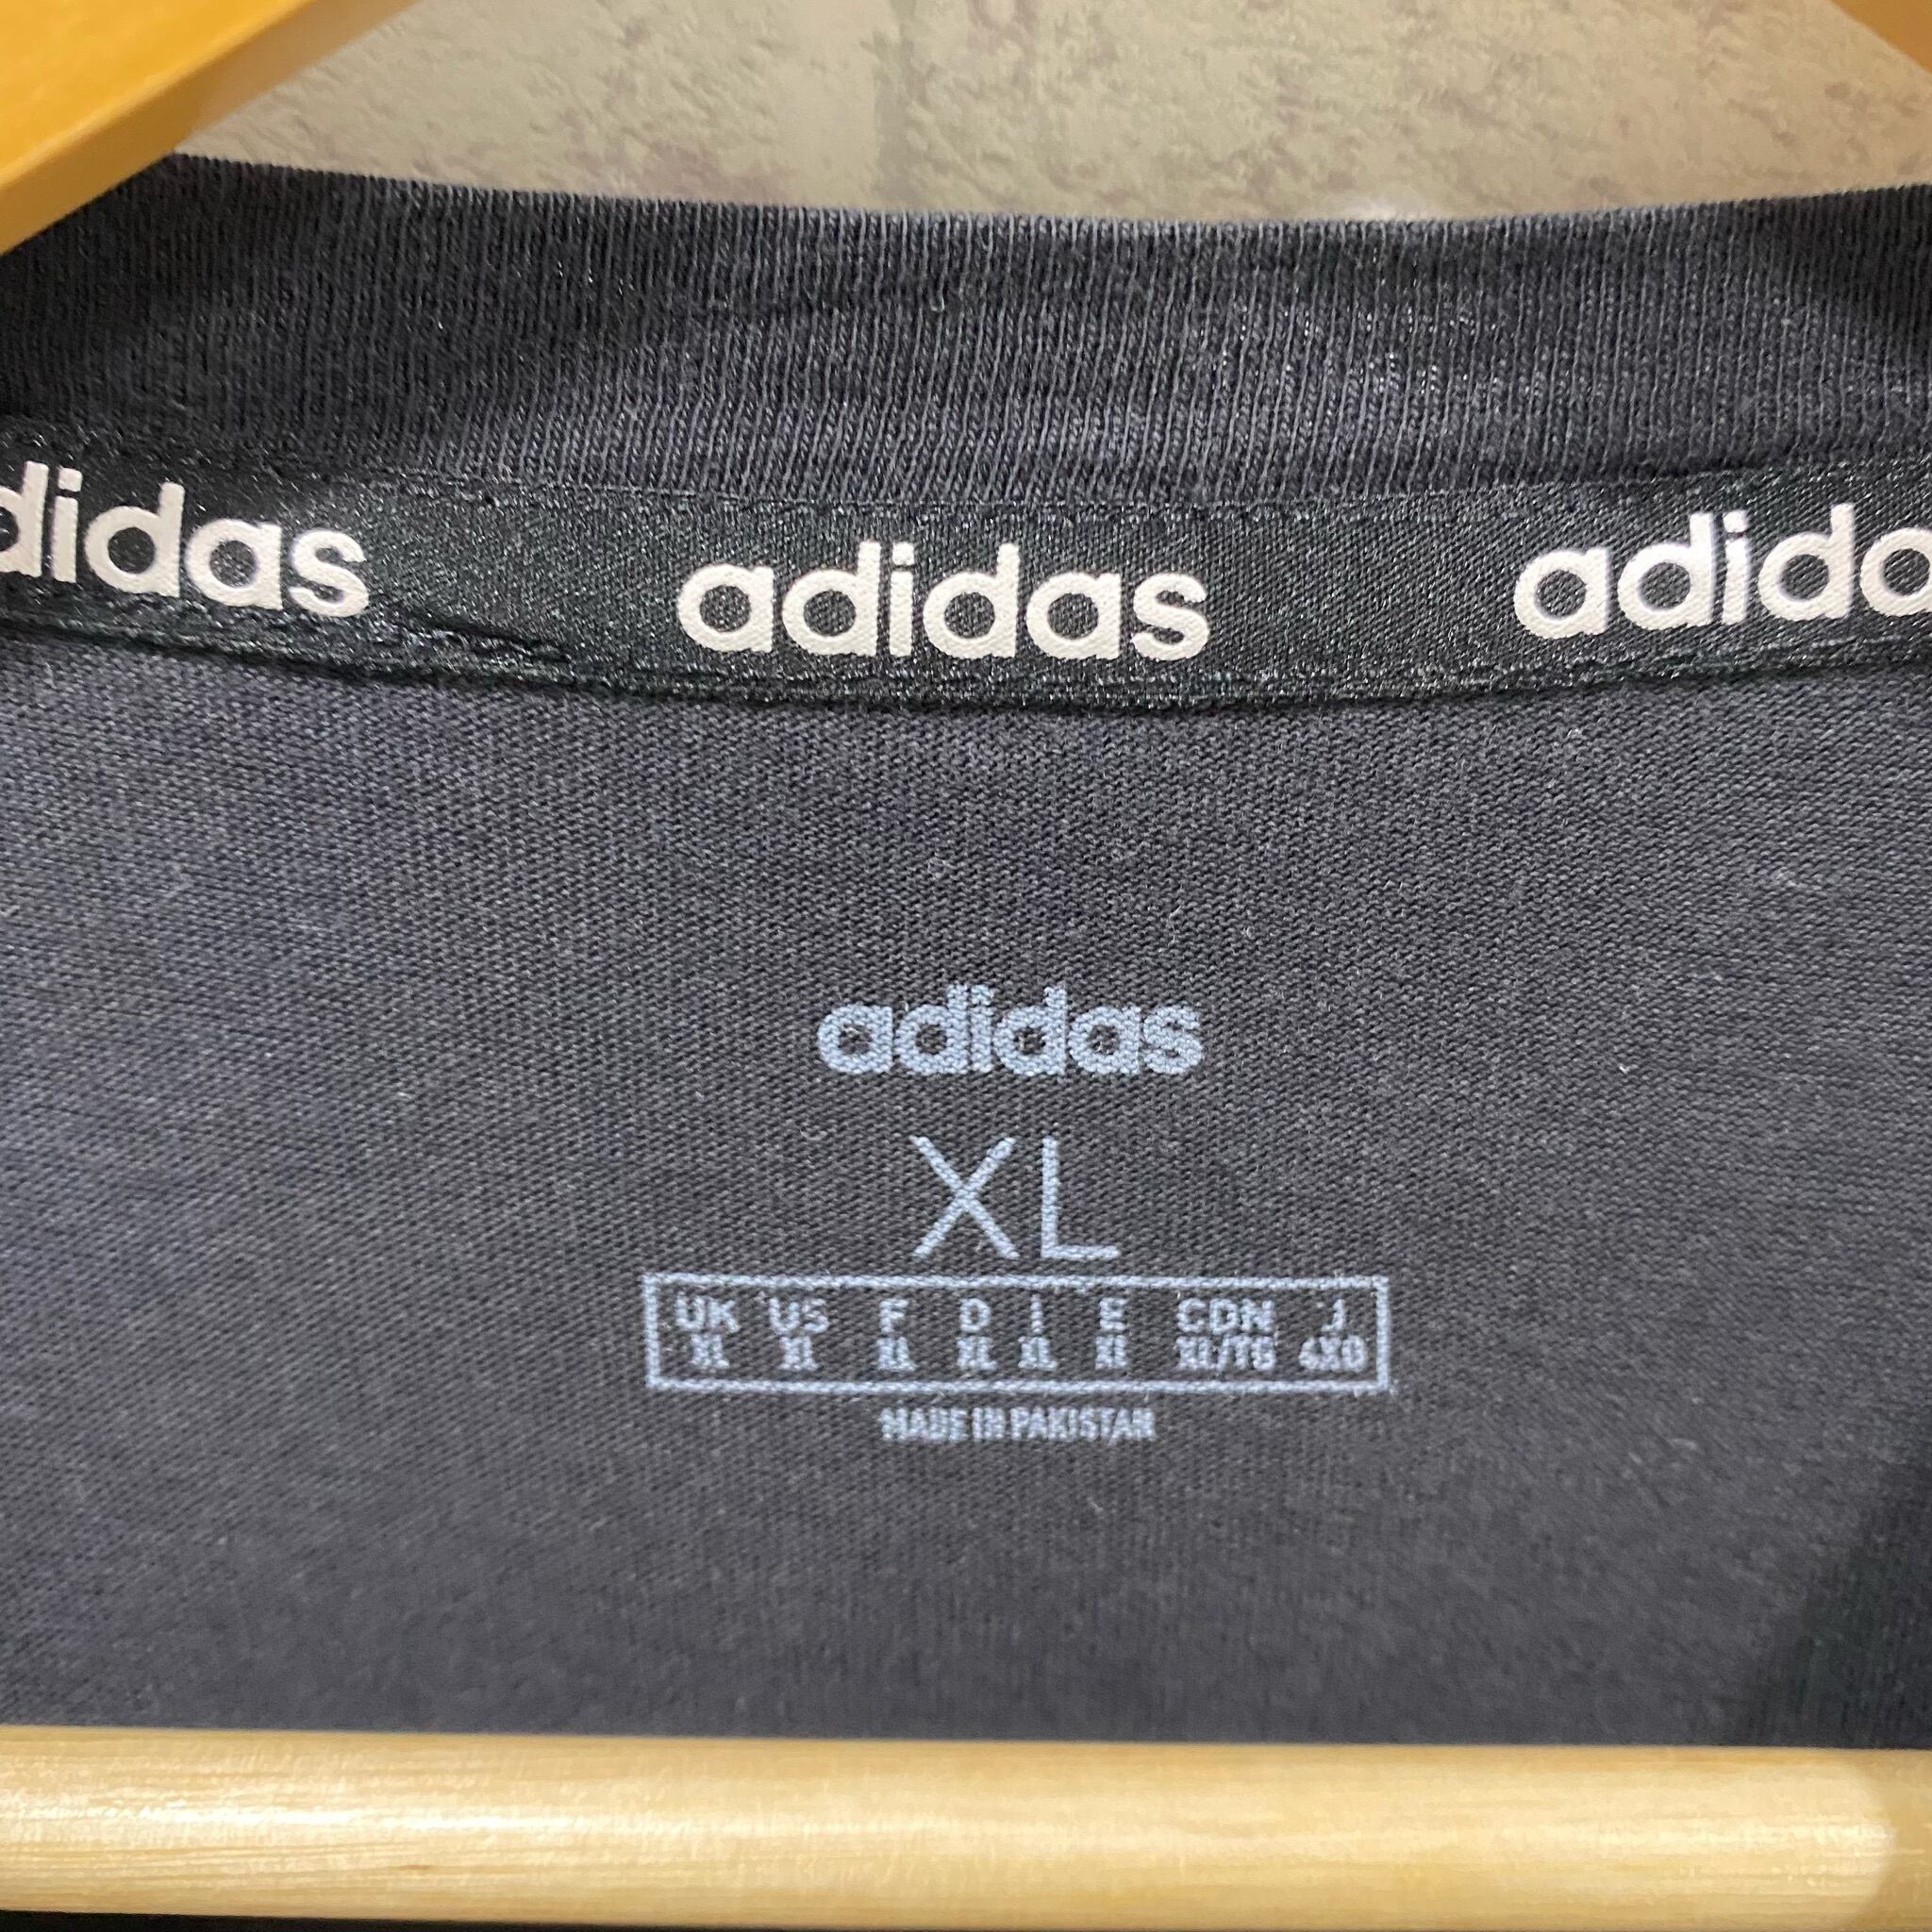 adidas adidas adida
adidas
XL
UK US F D I E CDN J
XL XL XL XL XL XL XL/TG 4XO
MADE IN PAKISTAN